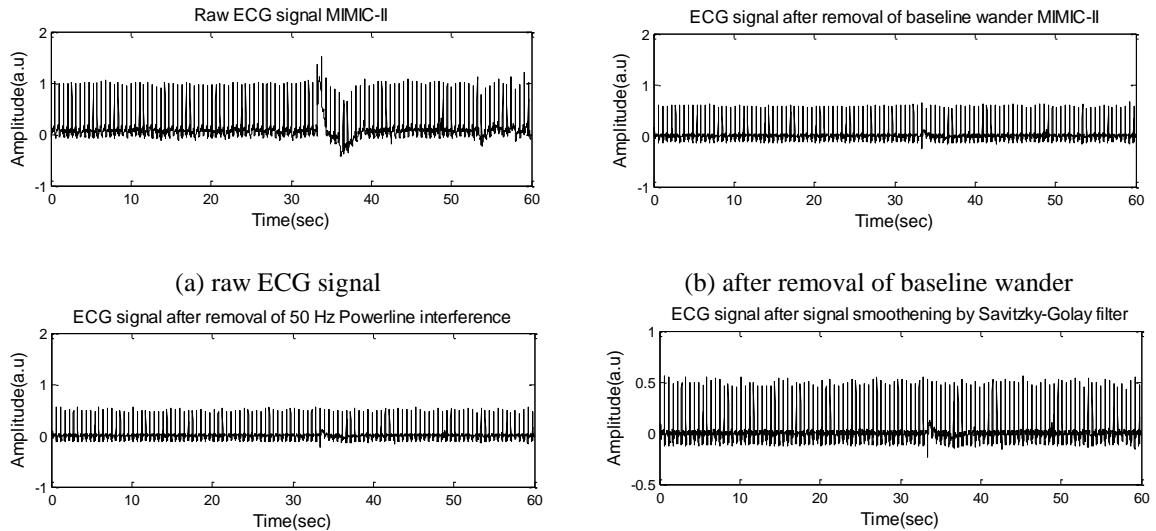 Raw ECG signal MIMIC-II
2
1
0
-1
Amplitude(a.u)
0 10 20 30 40 50 60
Time(sec)
ECG signal after removal of baseline wander MIMIC-II
2
1
0
-1
Amplitude(a.u)
0 10 20 30 40 50 60
Time(sec)
(a) raw ECG signal
(b) after removal of baseline wander
ECG signal after removal of 50 Hz Powerline interference
2
1
0
-1
Amplitude(a.u)
0 10 20 30 40 50 60
Time(sec)
ECG signal after signal smoothening by Savitzky-Golay filter
1
0.5
0
-0.5
Amplitude(a.u)
0 10 20 30 40 50 60
Time(sec)